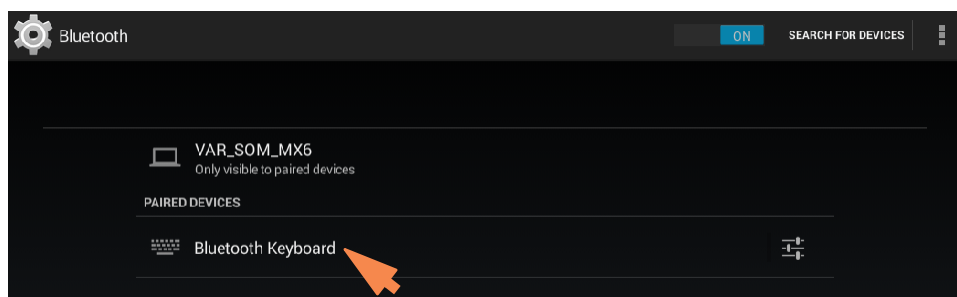 Bluetooth
ON
SEARCH FOR DEVICES
VAR_SOM_MX6
Only visible to paired devices
PAIRED DEVICES
Bluetooth Keyboard